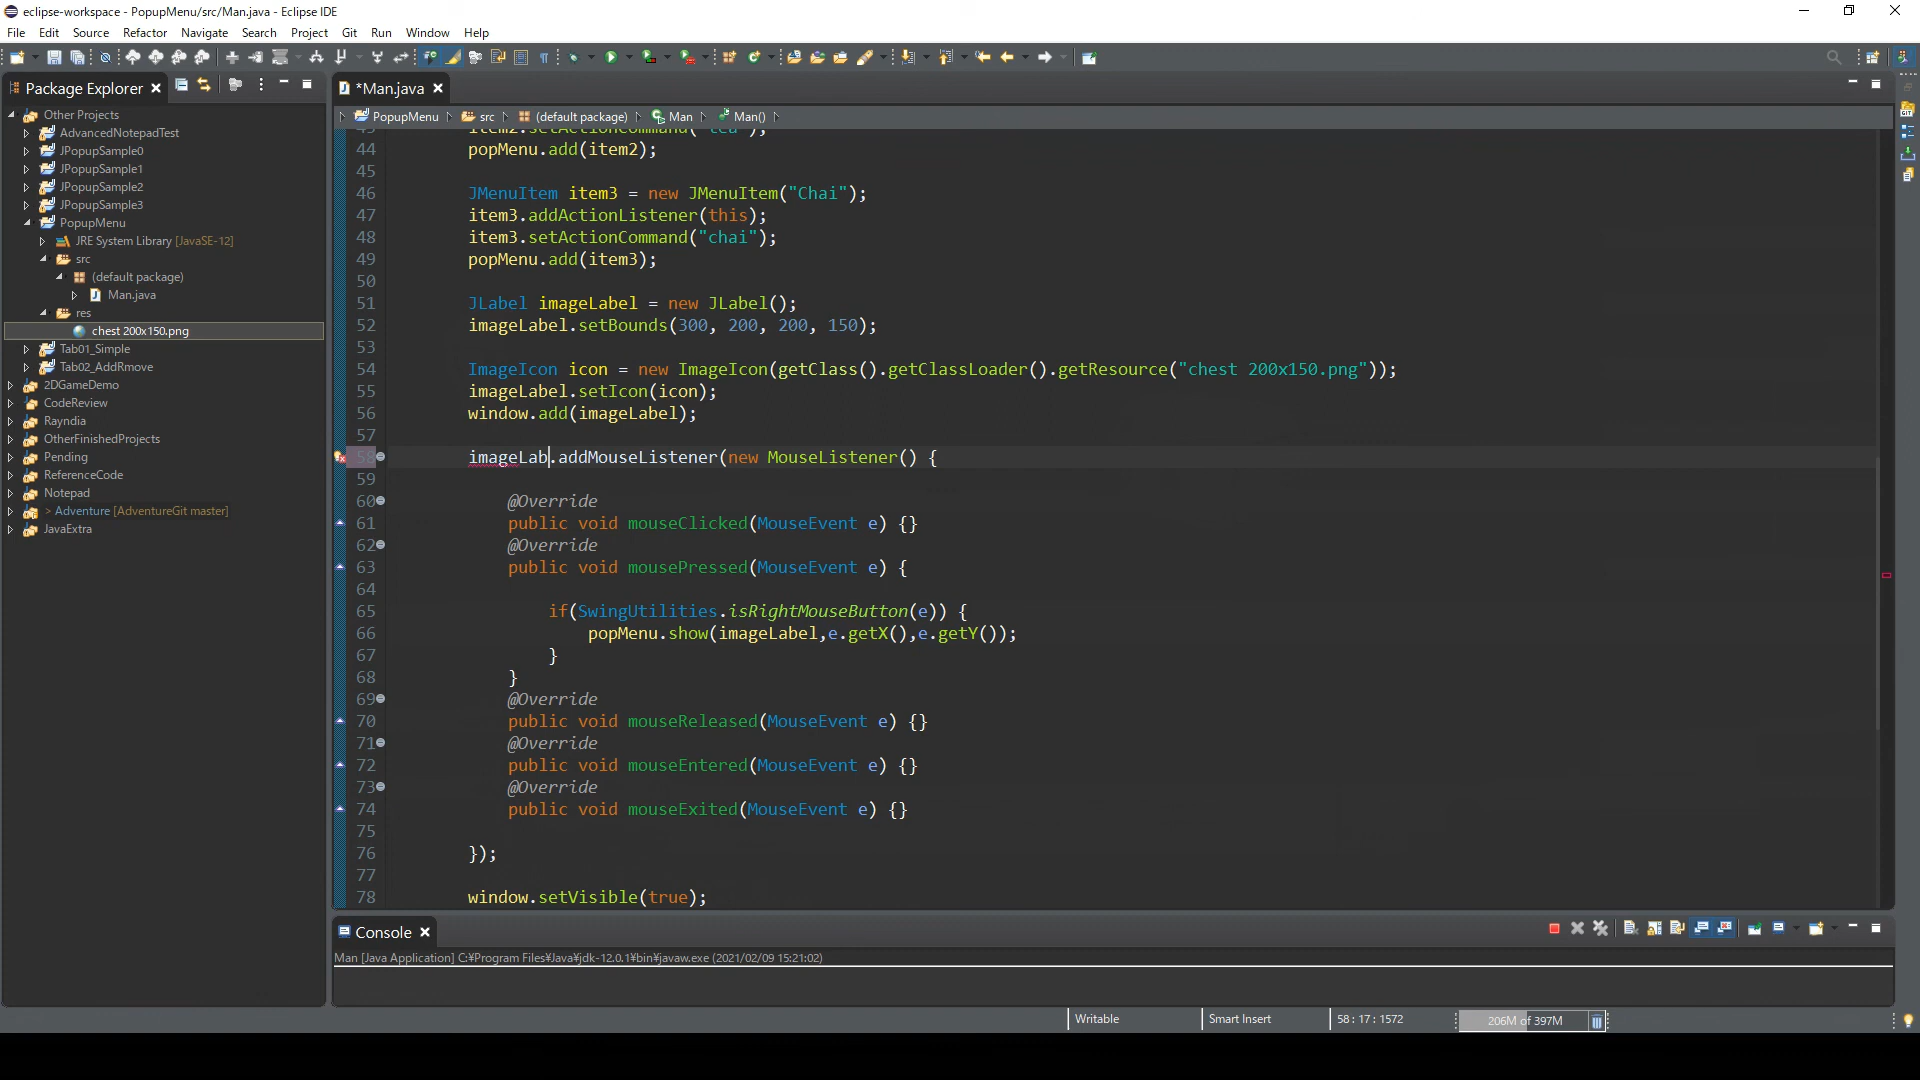 eclipse-workspace - PopupMenu/src/Man.java - Eclipse IDE
File Edit Source Refactor Navigate Search Project Git Run Window Help
Package Explorer
*Man.java
PopupMenu src (default package) Man Man()
Other Projects
AdvancedNotepadTest
JPopupSample0
JPopupSample1
JPopupSample2
JPopupSample3
PopupMenu
JRE System Library [JavaSE-12]
src
(default package)
Man.java
res
chest 200x150.png
Tab01_Simple
Tab02_AddRmove
2DGameDemo
CodeReview
Rayndia
OtherFinishedProjects
Pending
ReferenceCode
Notepad
> Adventure [AdventureGit master]
JavaExtra
43 item2.setActionCommand("tea");
44 popMenu.add(item2);
45
46 JMenuItem item3 = new JMenuItem("Chai");
47 item3.addActionListener(this);
48 item3.setActionCommand("chai");
49 popMenu.add(item3);
50
51 JLabel imageLabel = new JLabel();
52 imageLabel.setBounds(300, 200, 200, 150);
53
54 ImageIcon icon = new ImageIcon(getClass().getClassLoader().getResource("chest 200x150.png"));
55 imageLabel.setIcon(icon);
56 window.add(imageLabel);
57
58 imageLab.addMouseListener(new MouseListener() {
59
60 @Override
61 public void mouseClicked(MouseEvent e) {}
62 @Override
63 public void mousePressed(MouseEvent e) {
64
65 if(SwingUtilities.isRightMouseButton(e)) {
66 popMenu.show(imageLabel,e.getX(),e.getY());
67 }
68 }
69 @Override
70 public void mouseReleased(MouseEvent e) {}
71 @Override
72 public void mouseEntered(MouseEvent e) {}
73 @Override
74 public void mouseExited(MouseEvent e) {}
75
76 });
77
78 window.setVisible(true);
Console
Man [Java Application] C:¥Program Files¥Java¥jdk-12.0.1¥bin¥javaw.exe (2021/02/09 15:21:02)
Writable Smart Insert 58 : 17 : 1572 206M of 397M